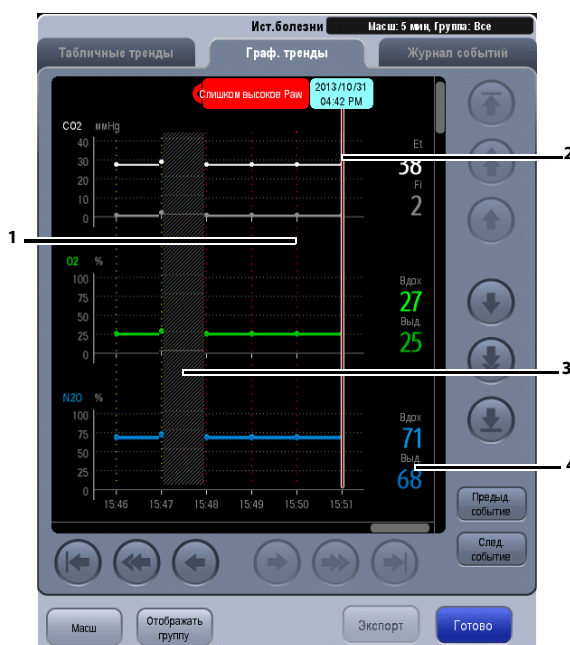 Ист.болезни
Масш: 5 мин, Группа: Все
Табличные тренды
Граф. тренды
Журнал событий
Слишком высокое Paw
2013/10/31
04:42 PM
CO2 ммHg
40
30
20
10
0
Et
38
Fi
2
1
2
O2 %
100
75
50
25
0
Вдох
27
Выд.
25
3
N2O %
100
75
50
25
0
Вдох
71
Выд.
68
4
15:46 15:47 15:48 15:49 15:50 15:51
Предыд.
событие
След.
событие
Масш
Отображать
группу
Экспорт
Готово